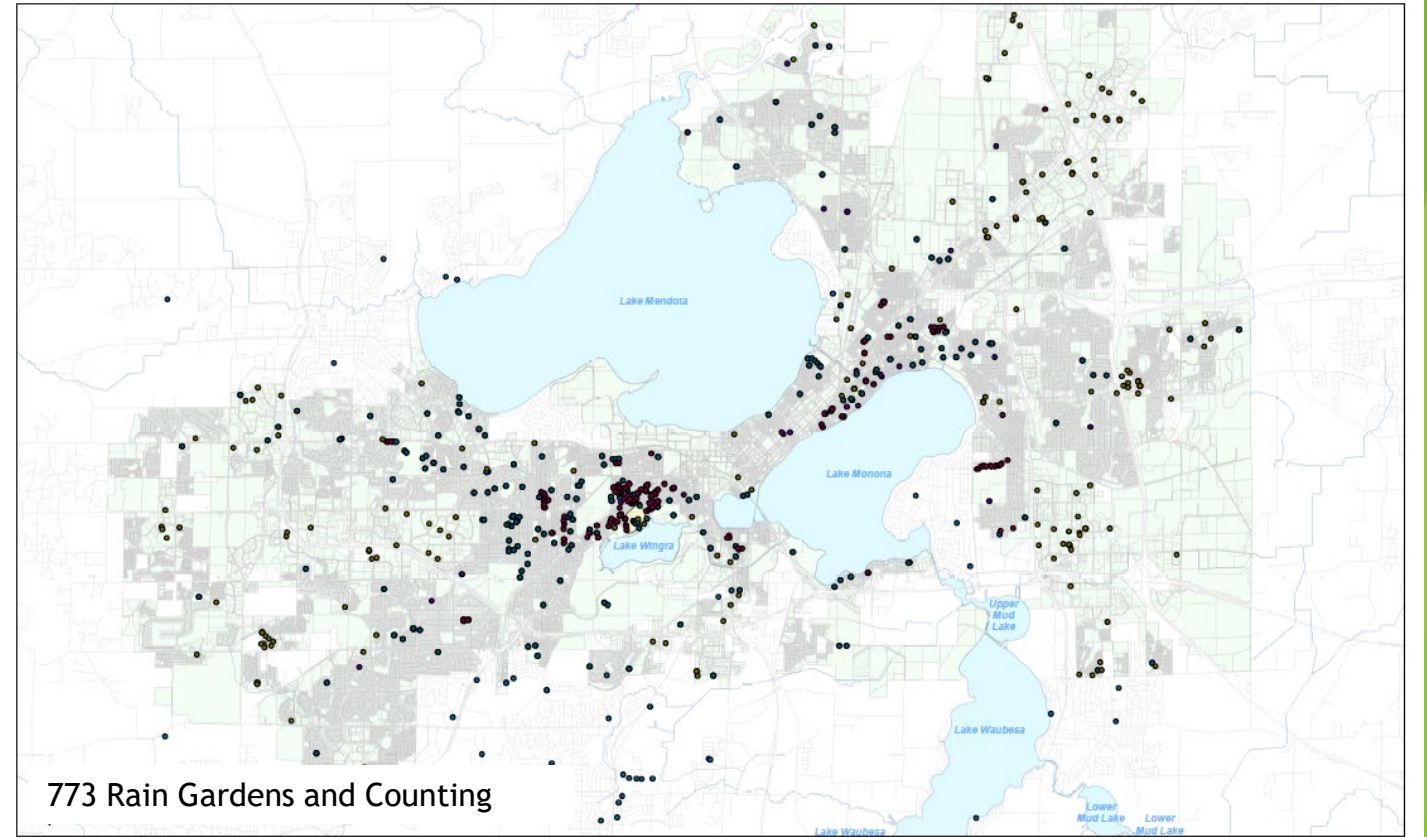 Lake Mendota
Lake Monona
Lake Wingra
Upper
Mud
Lake
Lake Waubesa
773 Rain Gardens and Counting
Lower
Mud Lake
Lower
Mud Lake
Lake Waubesa